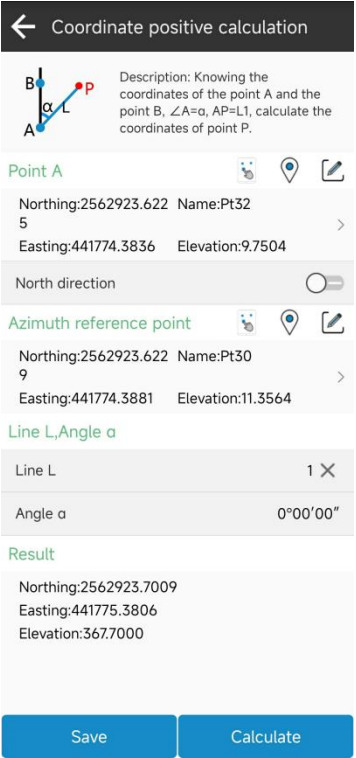 Coordinate positive calculation
B
P
α
L
A
Description: Knowing the
coordinates of the point A and the
point B, ∠A=α, AP=L1, calculate the
coordinates of point P.
Point A
Northing:2562923.622 Name:Pt32
5
Easting:441774.3836 Elevation:9.7504
North direction
Azimuth reference point
Northing:2562923.622 Name:Pt30
9
Easting:441774.3881 Elevation:11.3564
Line L,Angle α
Line L 1
Angle α 0°00′00″
Result
Northing:2562923.7009
Easting:441775.3806
Elevation:367.7000
Save Calculate